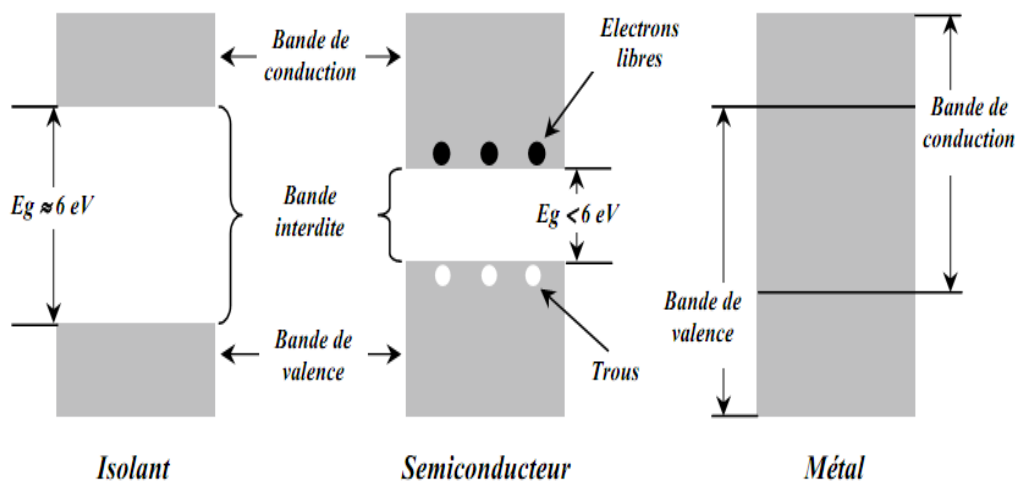 Bande de
conduction
Electrons
libres
Bande de
conduction
Eg ≈ 6 eV
Bande
interdite
Eg < 6 eV
Bande de
valence
Bande de
valence
Trous
Isolant
Semiconducteur
Métal